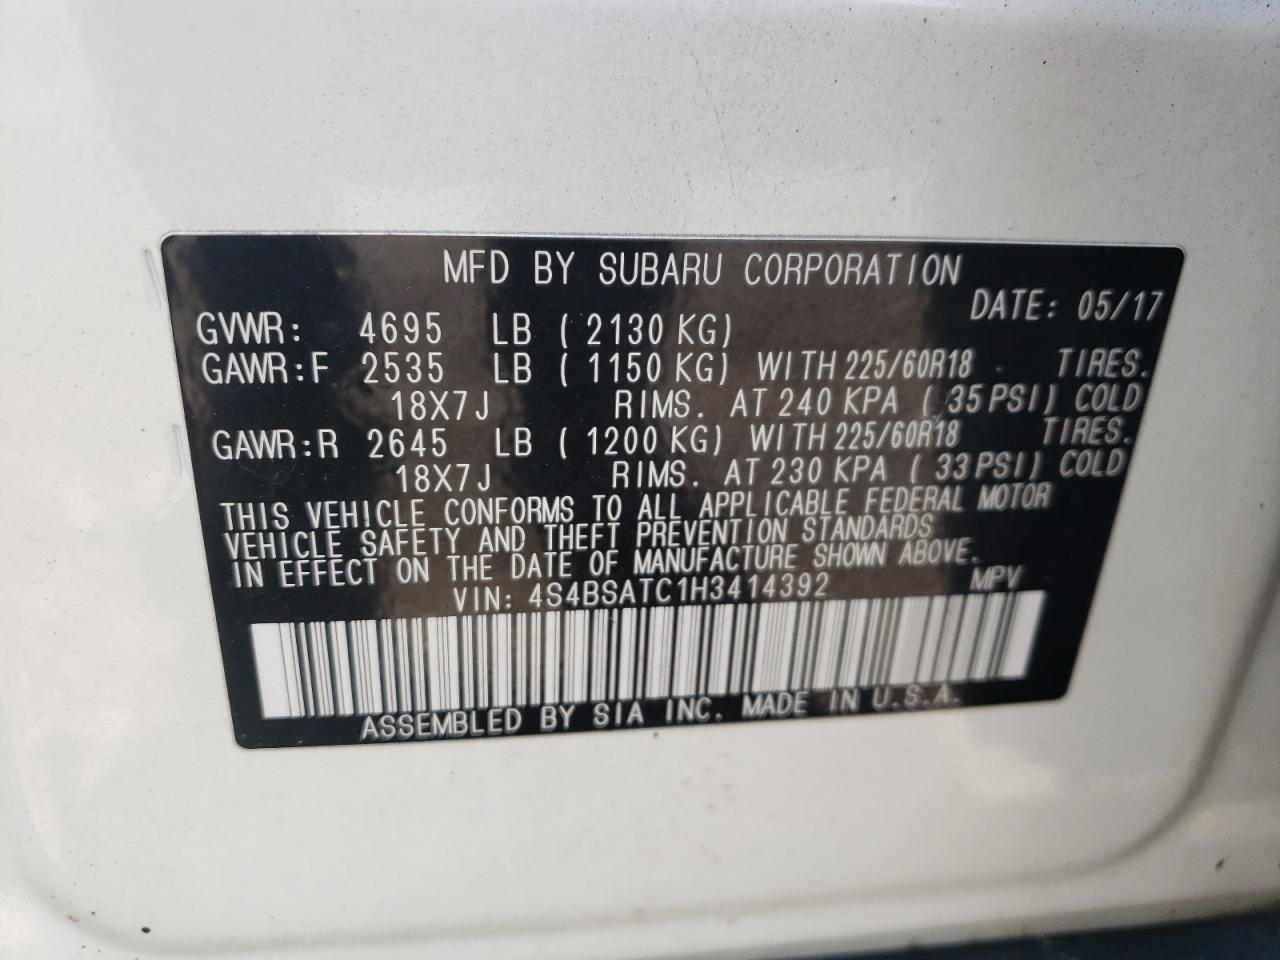 MFD BY SUBARU CORPORATION
DATE: 05/17
GVWR: 4695 LB ( 2130 KG)
GAWR:F 2535 LB ( 1150 KG) WITH 225/60R18 TIRES.
18X7J RIMS. AT 240 KPA ( 35 PSI) COLD
GAWR:R 2645 LB ( 1200 KG) WITH 225/60R18 TIRES.
18X7J RIMS. AT 230 KPA ( 33 PSI) COLD
THIS VEHICLE CONFORMS TO ALL APPLICABLE FEDERAL MOTOR
VEHICLE SAFETY AND THEFT PREVENTION STANDARDS
IN EFFECT ON THE DATE OF MANUFACTURE SHOWN ABOVE.
VIN: 4S4BSATC1H3414392 MPV
ASSEMBLED BY SIA INC. MADE IN U.S.A.